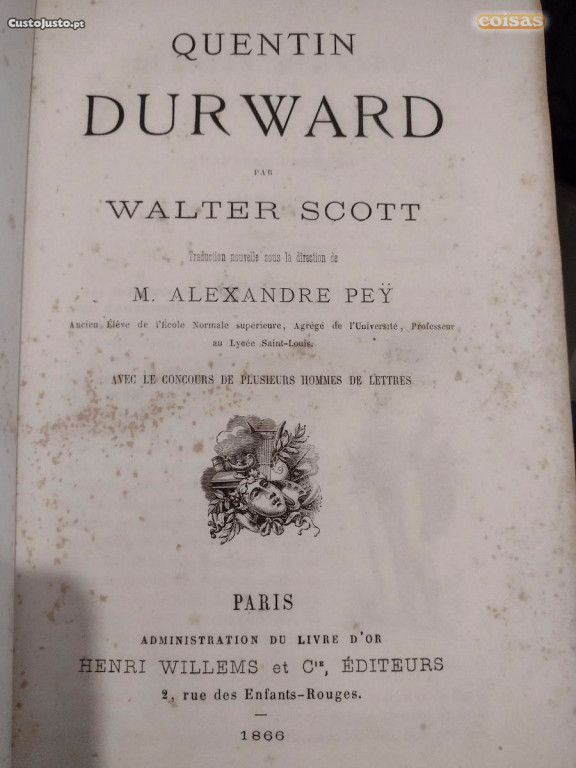 CustoJusto.pt
coisas
QUENTIN
DURWARD
PAR
WALTER SCOTT
Traduction nouvelle sous la direction de
M. ALEXANDRE PEŸ
Ancien Élève de l'École Normale supérieure, Agrégé de l'Université, Professeur
au Lycée Saint-Louis.
AVEC LE CONCOURS DE PLUSIEURS HOMMES DE LETTRES
PARIS
ADMINISTRATION DU LIVRE D'OR
HENRI WILLEMS et Cie, ÉDITEURS
2, rue des Enfants-Rouges.
1866